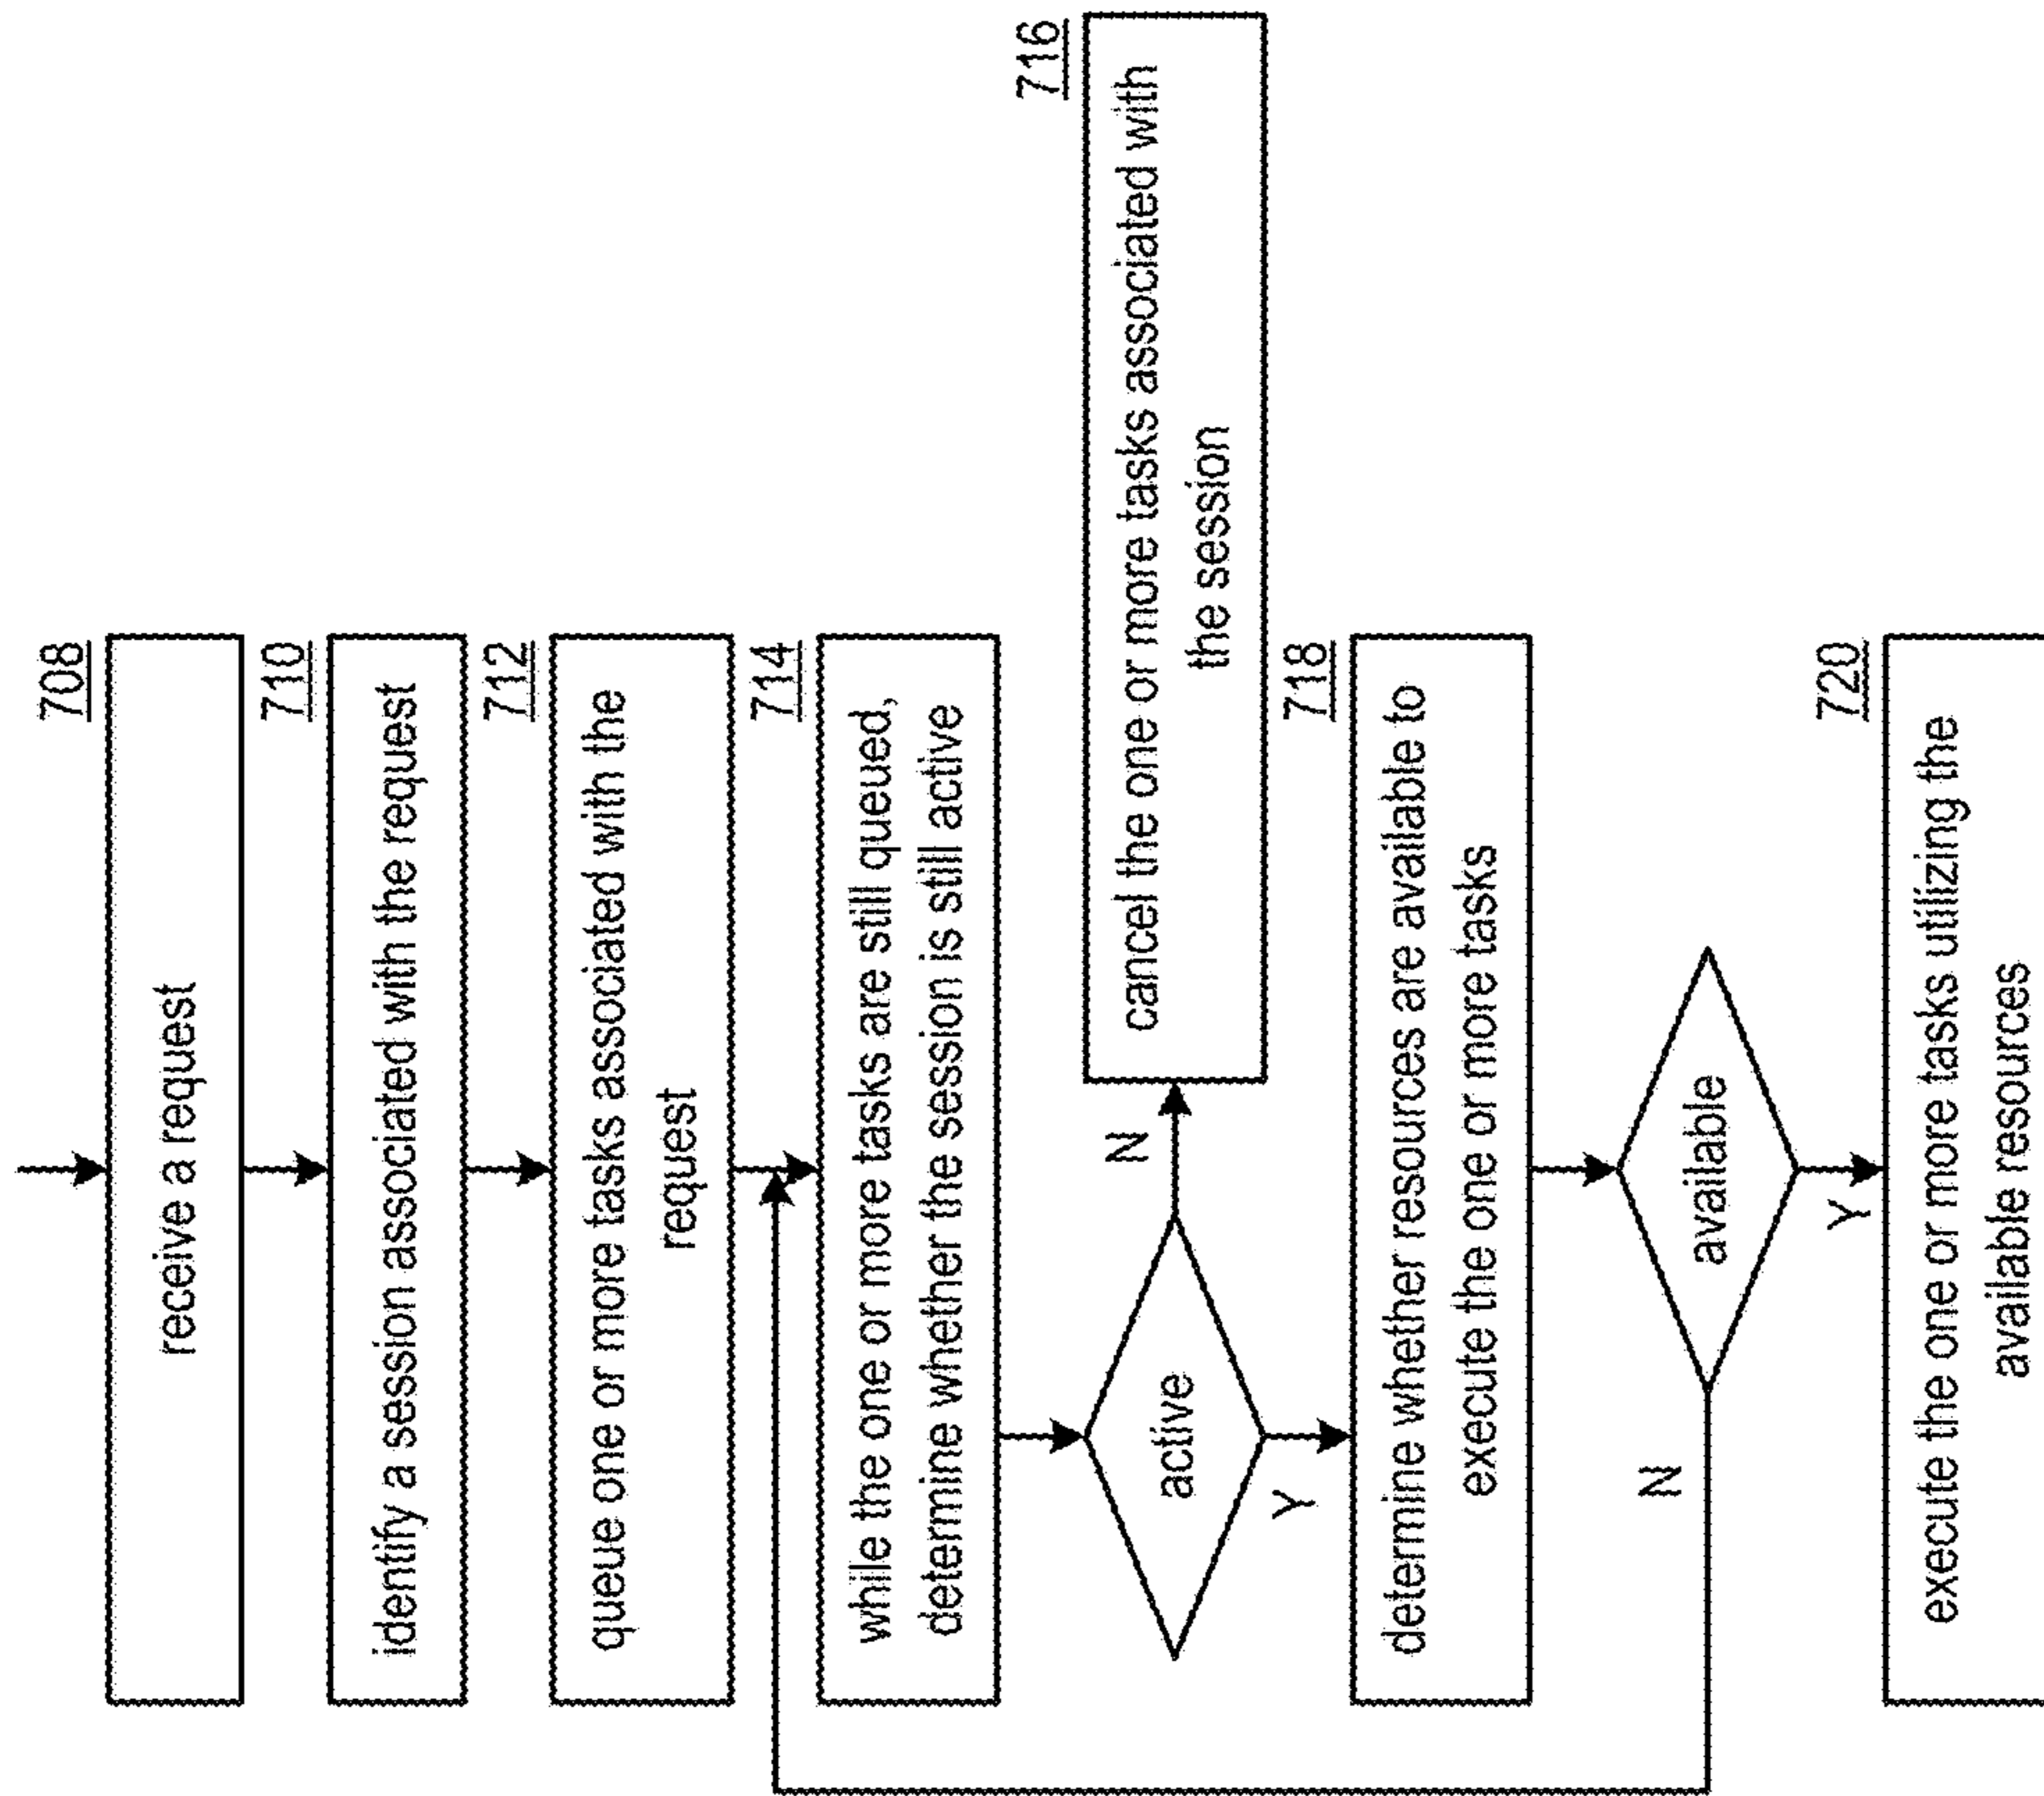 708
receive a request
710
identify a session associated with the request
712
queue one or more tasks associated with the
request
714
while the one or more tasks are still queued,
determine whether the session is still active
active
N
716
cancel the one or more tasks associated with
the session
Y
718
determine whether resources are available to
execute the one or more tasks
available
N
Y
720
execute the one or more tasks utilizing the
available resources